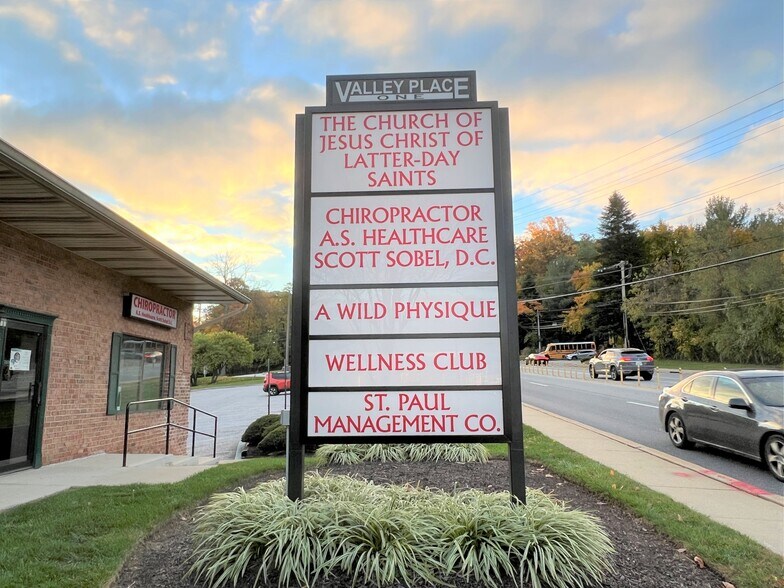 VALLEY PLACE
ONE
THE CHURCH OF
JESUS CHRIST OF
LATTER-DAY
SAINTS
CHIROPRACTOR
A.S. HEALTHCARE
SCOTT SOBEL, D.C.
A WILD PHYSIQUE
WELLNESS CLUB
ST. PAUL
MANAGEMENT CO.
CHIROPRACTOR